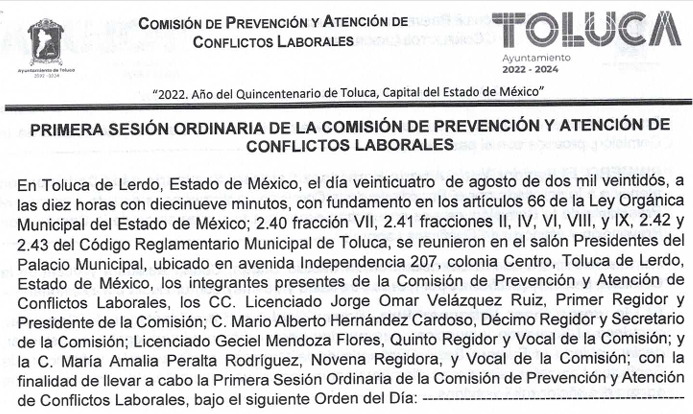 COMISIÓN DE PREVENCIÓN Y ATENCIÓN DE
CONFLICTOS LABORALES
Ayuntamiento de Toluca
2022 - 2024
TOLUCA
Ayuntamiento
2022 - 2024
"2022. Año del Quincentenario de Toluca, Capital del Estado de México"
PRIMERA SESIÓN ORDINARIA DE LA COMISIÓN DE PREVENCIÓN Y ATENCIÓN DE
CONFLICTOS LABORALES
En Toluca de Lerdo, Estado de México, el día veinticuatro de agosto de dos mil veintidós, a
las diez horas con diecinueve minutos, con fundamento en los artículos 66 de la Ley Orgánica
Municipal del Estado de México; 2.40 fracción VII, 2.41 fracciones II, IV, VI, VIII, y IX, 2.42 y
2.43 del Código Reglamentario Municipal de Toluca, se reunieron en el salón Presidentes del
Palacio Municipal, ubicado en avenida Independencia 207, colonia Centro, Toluca de Lerdo,
Estado de México, los integrantes presentes de la Comisión de Prevención y Atención de
Conflictos Laborales, los CC. Licenciado Jorge Omar Velázquez Ruiz, Primer Regidor y
Presidente de la Comisión; C. Mario Alberto Hernández Cardoso, Décimo Regidor y Secretario
de la Comisión; Licenciado Geciel Mendoza Flores, Quinto Regidor y Vocal de la Comisión; y
la C. María Amalia Peralta Rodríguez, Novena Regidora, y Vocal de la Comisión; con la
finalidad de llevar a cabo la Primera Sesión Ordinaria de la Comisión de Prevención y Atención
de Conflictos Laborales, bajo el siguiente Orden del Día: --------------------------------------